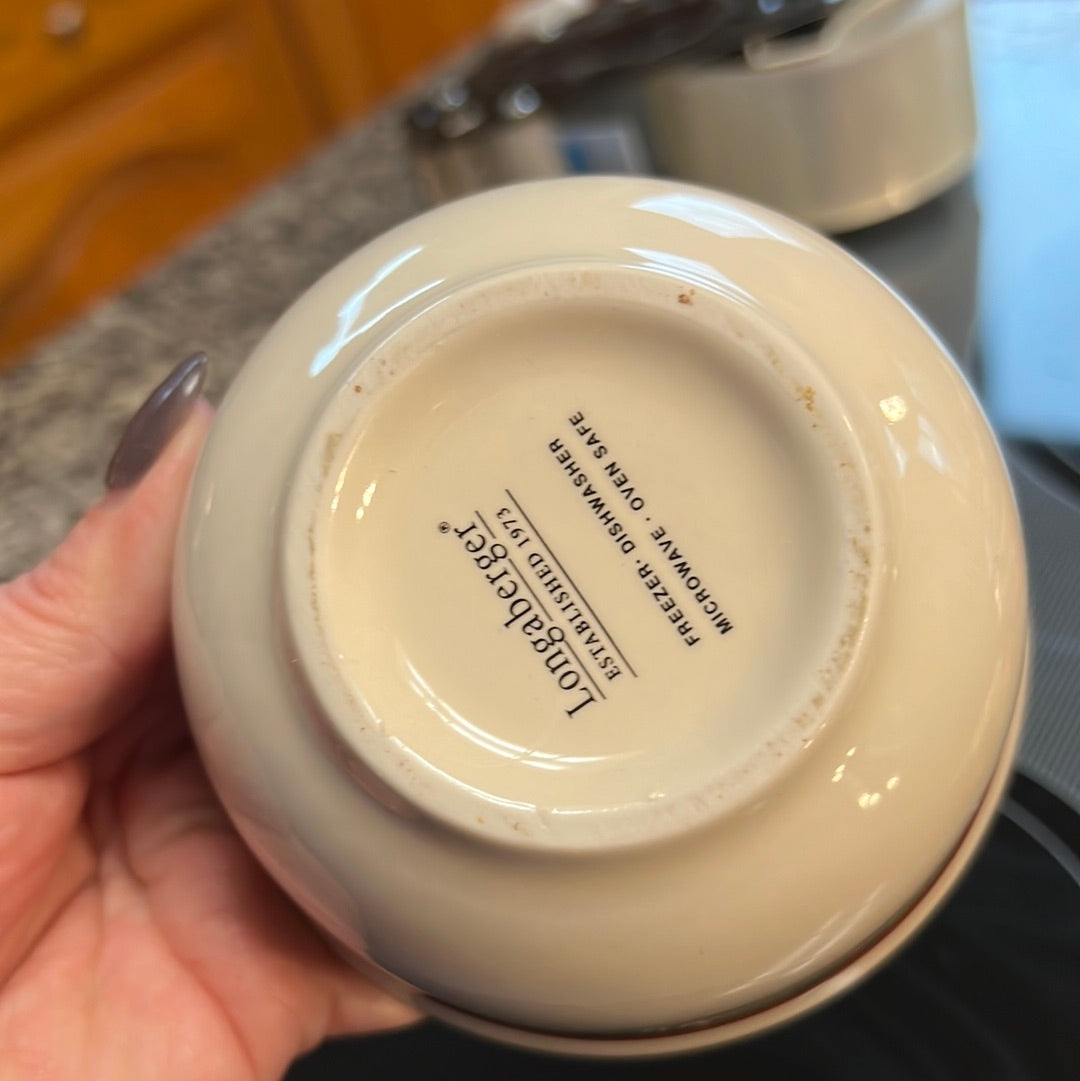 Longaberger®
ESTABLISHED 1973
FREEZER · DISHWASHER
MICROWAVE · OVEN SAFE